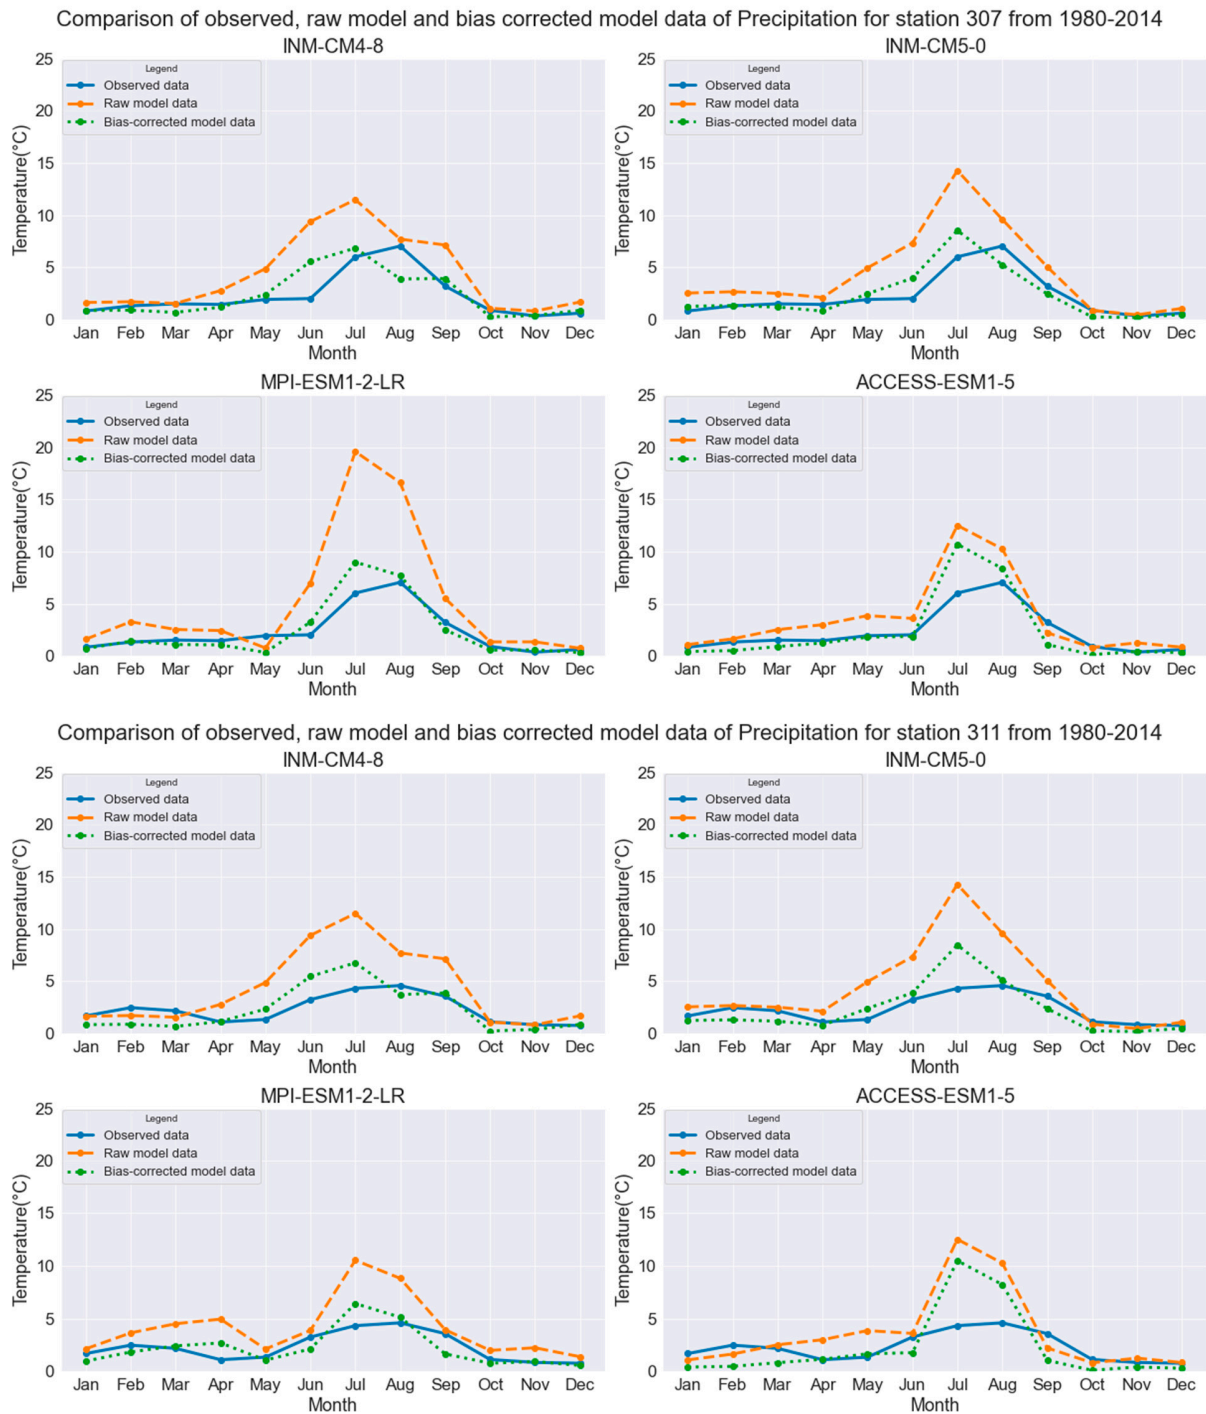 Comparison of observed, raw model and bias corrected model data of Precipitation for station 307 from 1980-2014
INM-CM4-8
25
20
15
10
5
0
Temperature(°C)
Legend
Observed data
Raw model data
Bias-corrected model data
Jan Feb Mar Apr May Jun Jul Aug Sep Oct Nov Dec
Month
INM-CM5-0
25
20
15
10
5
0
Temperature(°C)
Legend
Observed data
Raw model data
Bias-corrected model data
Jan Feb Mar Apr May Jun Jul Aug Sep Oct Nov Dec
Month
MPI-ESM1-2-LR
25
20
15
10
5
0
Temperature(°C)
Legend
Observed data
Raw model data
Bias-corrected model data
Jan Feb Mar Apr May Jun Jul Aug Sep Oct Nov Dec
Month
ACCESS-ESM1-5
25
20
15
10
5
0
Temperature(°C)
Legend
Observed data
Raw model data
Bias-corrected model data
Jan Feb Mar Apr May Jun Jul Aug Sep Oct Nov Dec
Month
Comparison of observed, raw model and bias corrected model data of Precipitation for station 311 from 1980-2014
INM-CM4-8
25
20
15
10
5
0
Temperature(°C)
Legend
Observed data
Raw model data
Bias-corrected model data
Jan Feb Mar Apr May Jun Jul Aug Sep Oct Nov Dec
Month
INM-CM5-0
25
20
15
10
5
0
Temperature(°C)
Legend
Observed data
Raw model data
Bias-corrected model data
Jan Feb Mar Apr May Jun Jul Aug Sep Oct Nov Dec
Month
MPI-ESM1-2-LR
25
20
15
10
5
0
Temperature(°C)
Legend
Observed data
Raw model data
Bias-corrected model data
Jan Feb Mar Apr May Jun Jul Aug Sep Oct Nov Dec
Month
ACCESS-ESM1-5
25
20
15
10
5
0
Temperature(°C)
Legend
Observed data
Raw model data
Bias-corrected model data
Jan Feb Mar Apr May Jun Jul Aug Sep Oct Nov Dec
Month